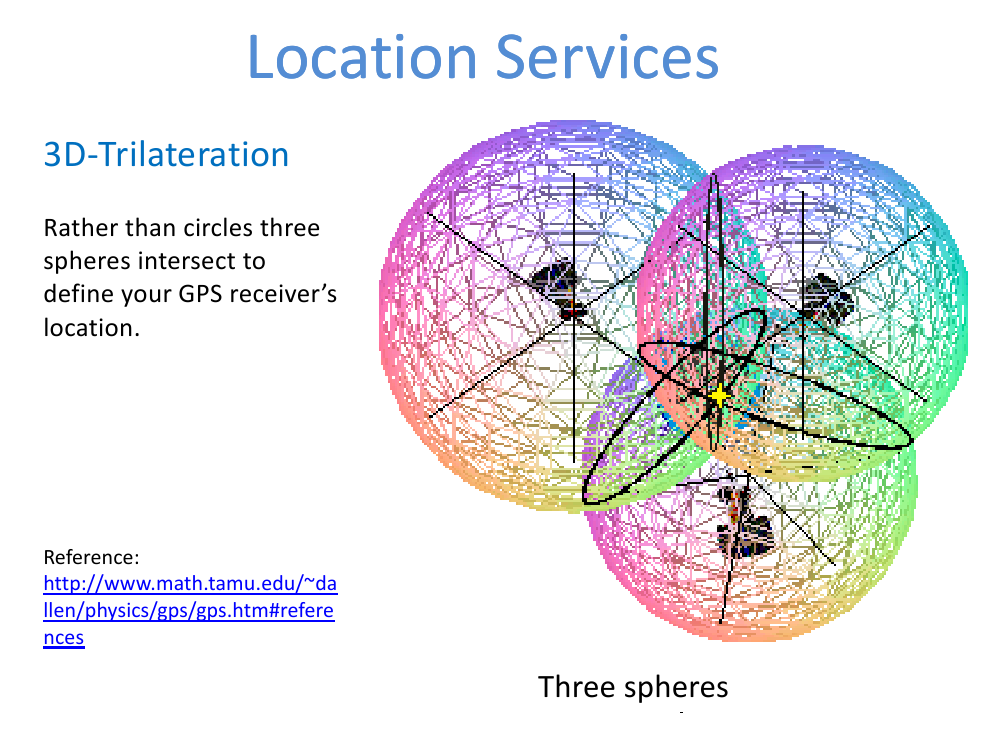 Location Services
3D-Trilateration
Rather than circles three
spheres intersect to
define your GPS receiver’s
location.
Reference:
http://www.math.tamu.edu/~da
llen/physics/gps/gps.htm#refere
nces
Three spheres